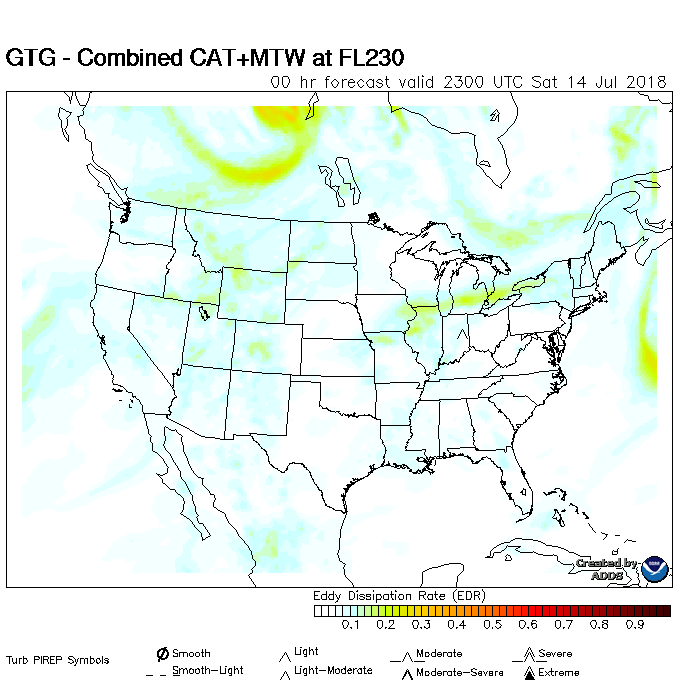 GTG - Combined CAT+MTW at FL230
00 hr forecast valid 2300 UTC Sat 14 Jul 2018
Created by
ADDS
Eddy Dissipation Rate (EDR)
0.1 0.2 0.3 0.4 0.5 0.6 0.7 0.8 0.9
Turb PIREP Symbols
Smooth Light Moderate Severe
Smooth-Light Light-Moderate Moderate-Severe Extreme